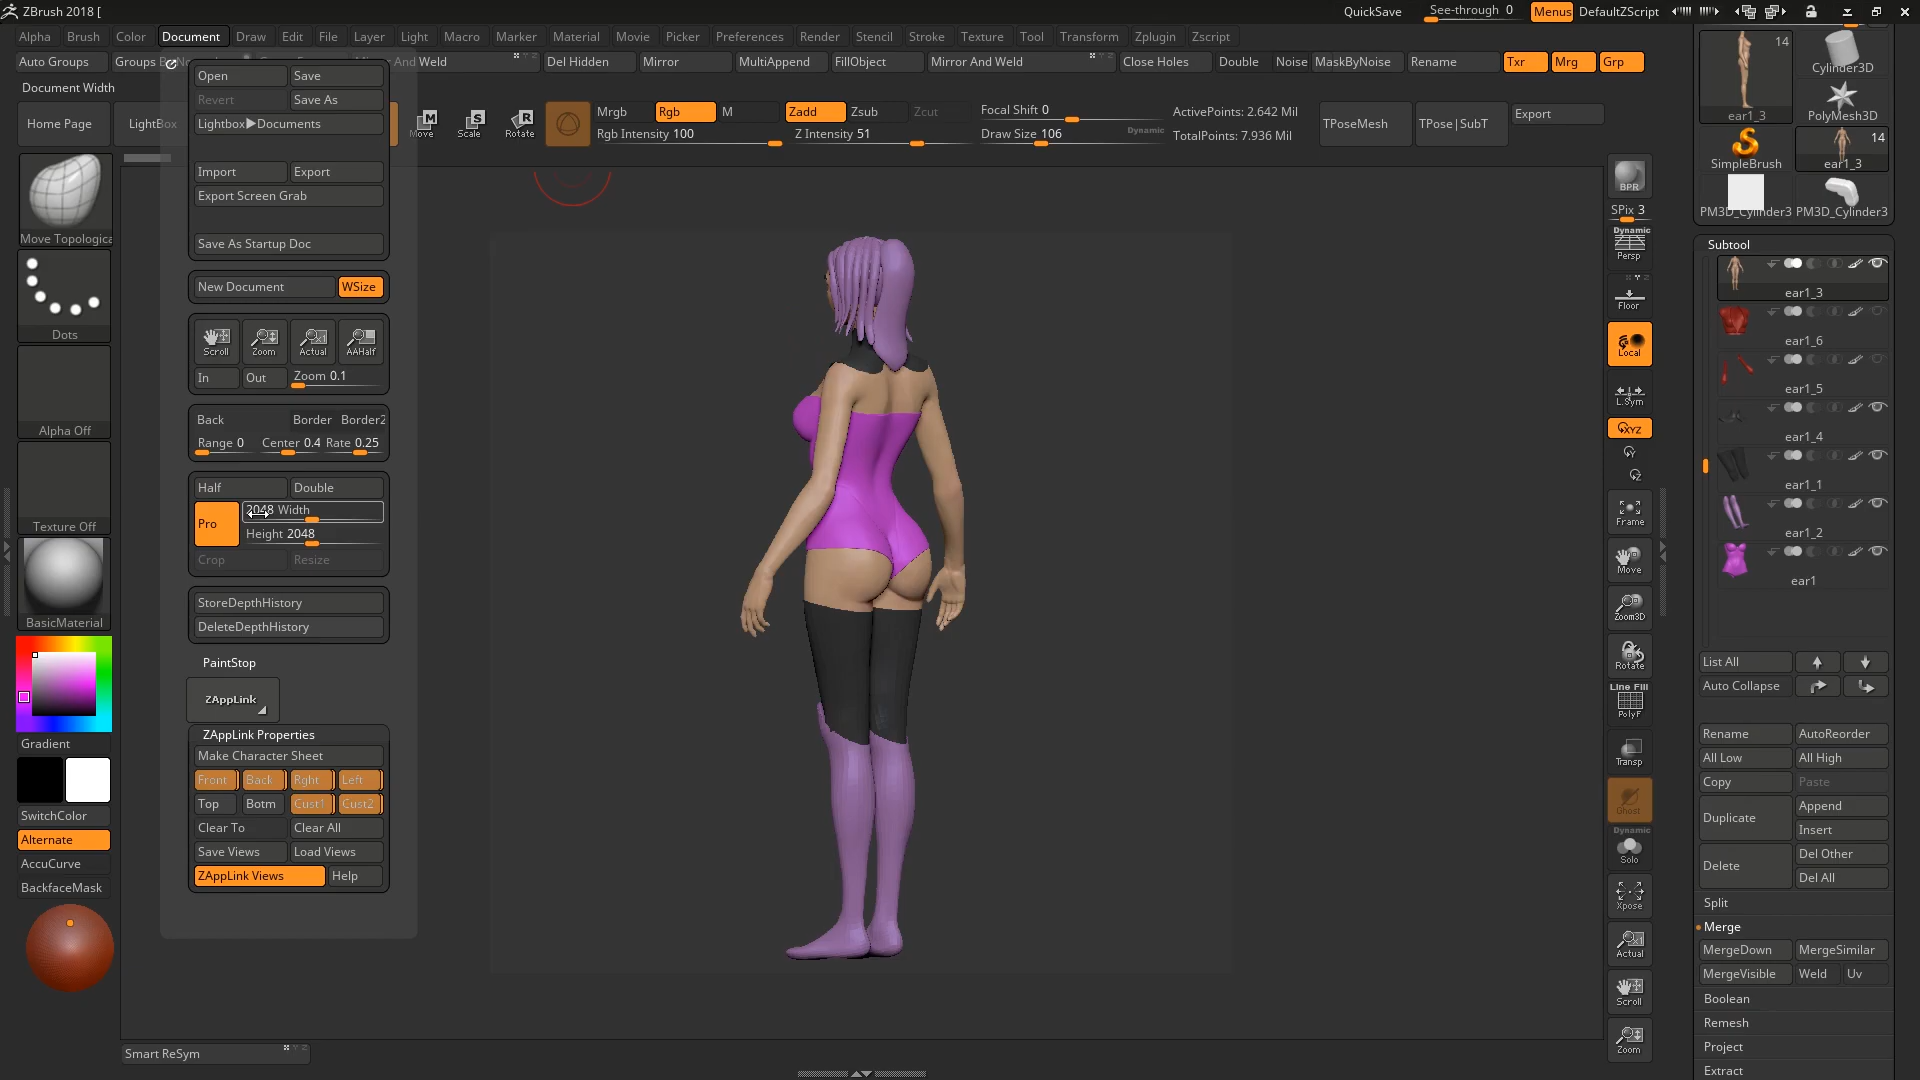 ZBrush 2018 [
QuickSave See-through 0 Menus DefaultZScript
Alpha Brush Color Document Draw Edit File Layer Light Macro Marker Material Movie Picker Preferences Render Stencil Stroke Texture Tool Transform Zplugin Zscript
Auto Groups Groups By And Weld Del Hidden Mirror MultiAppend FillObject Mirror And Weld Close Holes Double Noise MaskByNoise Rename Txr Mrg Grp
Document Width
Home Page LightBox Move Scale Rotate
Mrgb Rgb M Zadd Zsub Zcut Focal Shift 0 ActivePoints: 2.642 Mil
Rgb Intensity 100 Z Intensity 51 Draw Size 106 Dynamic TotalPoints: 7.936 Mil
TPoseMesh TPose|SubT Export
Move Topologica
Dots
Alpha Off
Texture Off
BasicMaterial
Gradient
SwitchColor
Alternate
AccuCurve
BackfaceMask
Open Save
Revert Save As
Lightbox▶Documents
Import Export
Export Screen Grab
Save As Startup Doc
New Document WSize
Scroll Zoom Actual AAHalf
In Out Zoom 0.1
Back Border Border2
Range 0 Center 0.4 Rate 0.25
Half Double
Pro 2048 Width
Height 2048
Crop Resize
StoreDepthHistory
DeleteDepthHistory
PaintStop
ZAppLink
ZAppLink Properties
Make Character Sheet
Front Back Rght Left
Top Botm Cust1 Cust2
Clear To Clear All
Save Views Load Views
ZAppLink Views Help
Smart ReSym
BPR
SPix 3
Dynamic
Persp
Floor
Local
L.Sym
XYZ
Y
Z
Frame
Move
Zoom3D
Rotate
Line Fill
PolyF
Transp
Ghost
Dynamic
Solo
Xpose
Actual
Scroll
Zoom
14
ear1_3
Cylinder3D
PolyMesh3D
SimpleBrush
14
ear1_3
PM3D_Cylinder3 PM3D_Cylinder3
Subtool
ear1_3
ear1_6
ear1_5
ear1_4
ear1_1
ear1_2
ear1
List All
Auto Collapse
Rename AutoReorder
All Low All High
Copy Paste
Duplicate Append
Insert
Delete Del Other
Del All
Split
Merge
MergeDown MergeSimilar
MergeVisible Weld Uv
Boolean
Remesh
Project
Extract